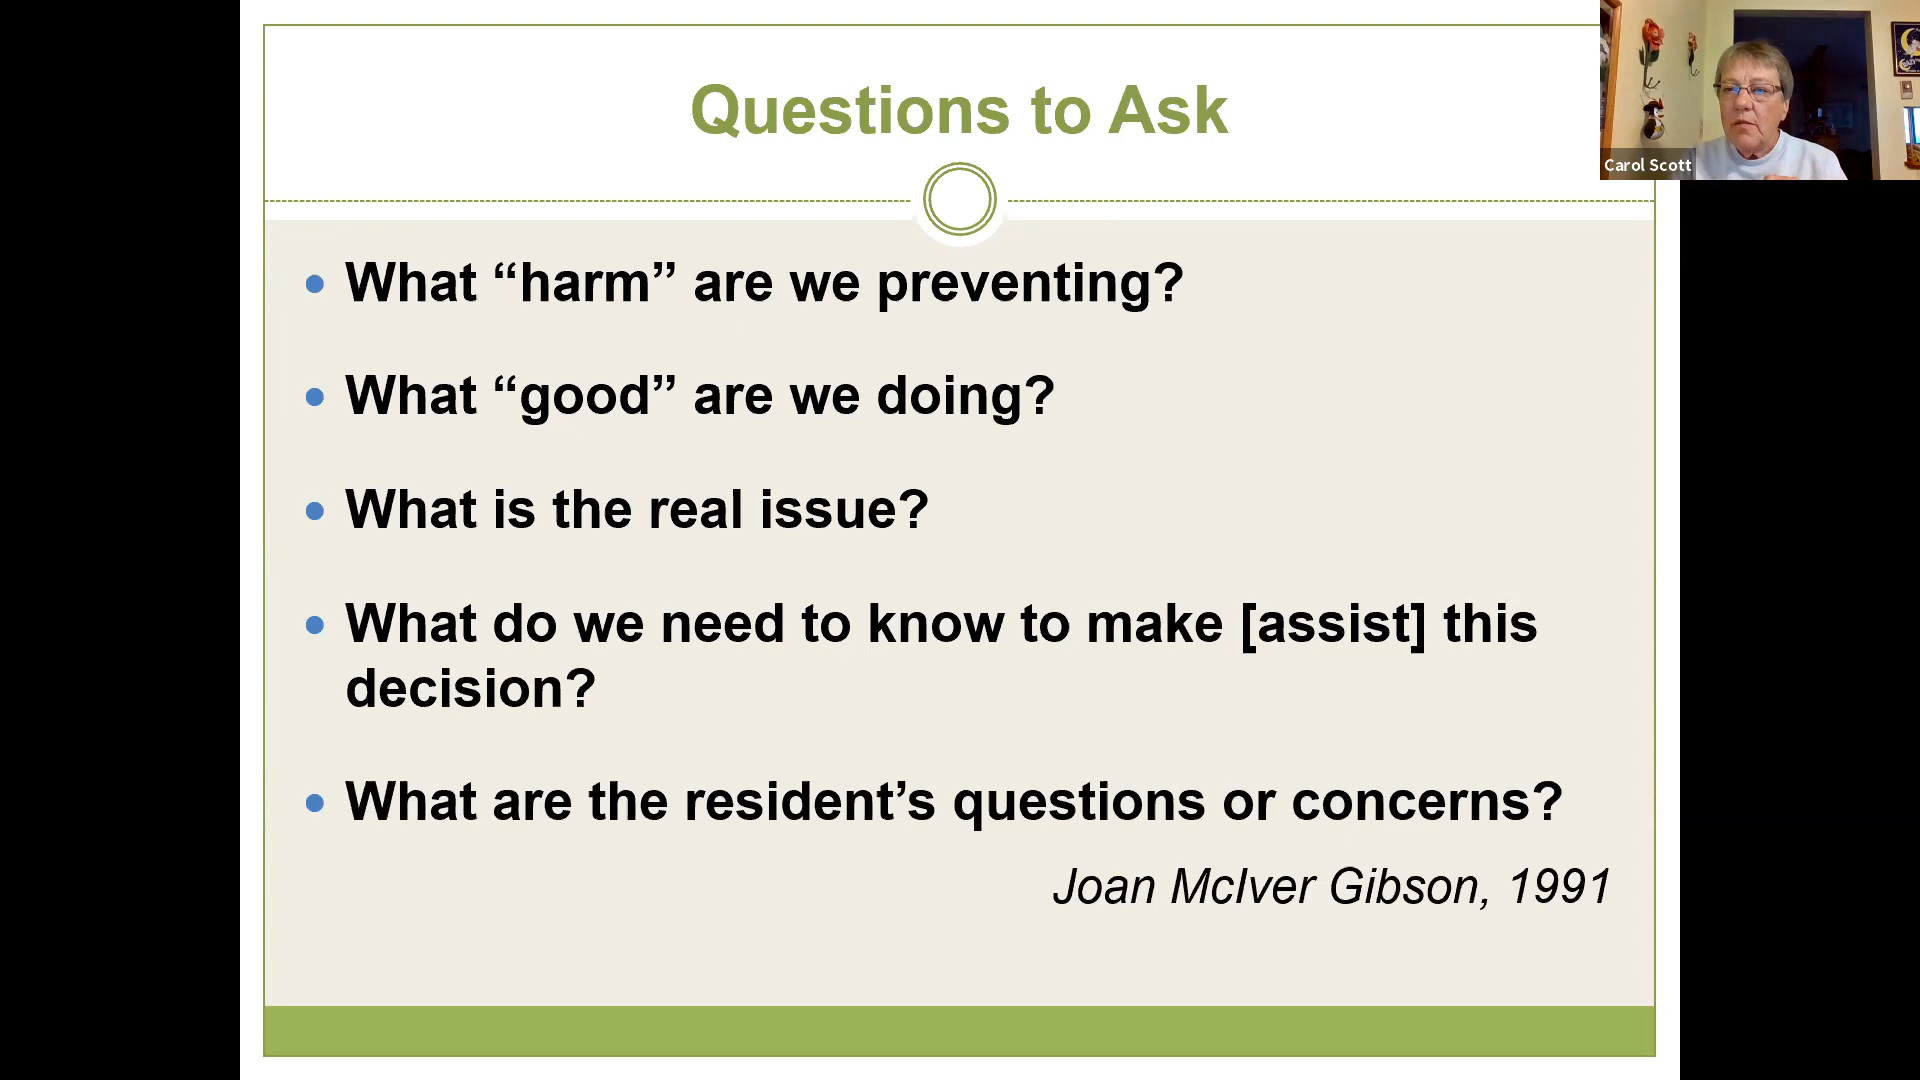 Questions to Ask
Carol Scott
• What “harm” are we preventing?
• What “good” are we doing?
• What is the real issue?
• What do we need to know to make [assist] this
decision?
• What are the resident’s questions or concerns?
Joan McIver Gibson, 1991